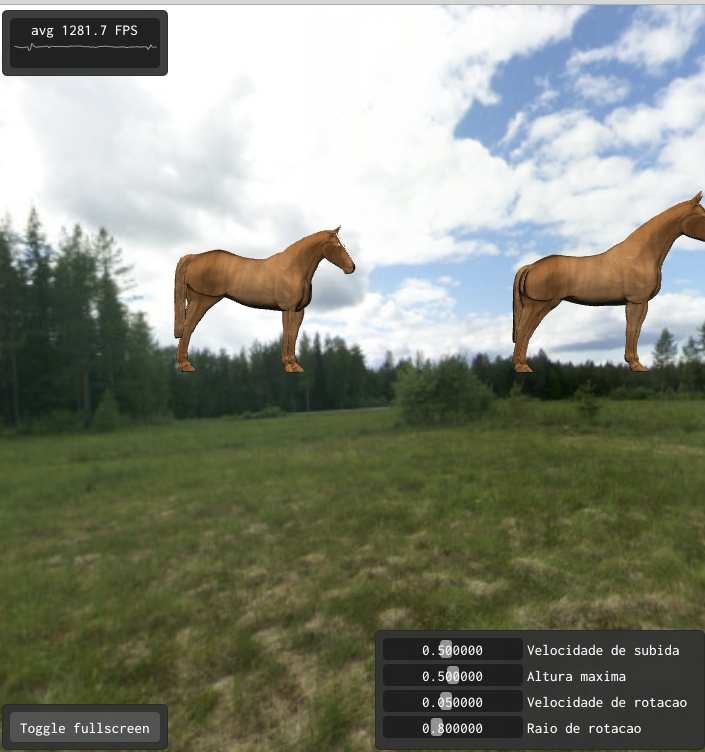 avg 1281.7 FPS
0.500000 Velocidade de subida
0.500000 Altura maxima
0.050000 Velocidade de rotacao
0.800000 Raio de rotacao
Toggle fullscreen